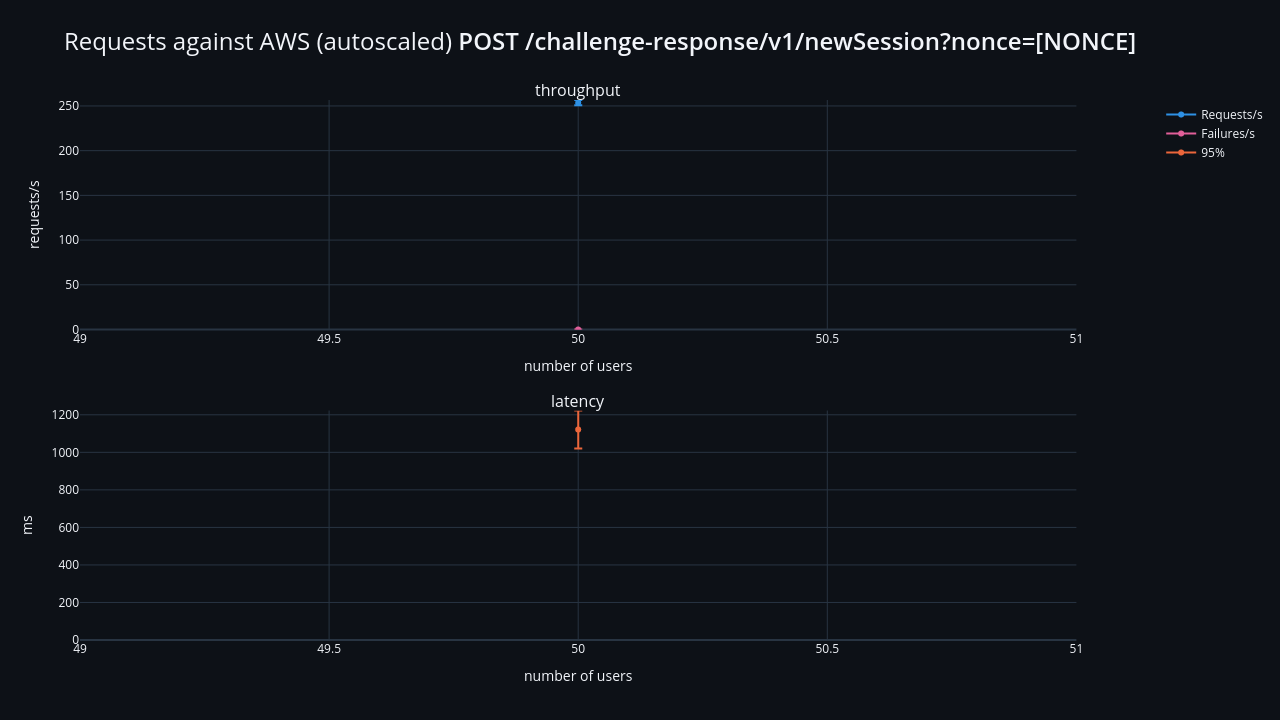 Requests against AWS (autoscaled) POST /challenge-response/v1/newSession?nonce=[NONCE]
throughput
250
200
150
100
50
0
requests/s
49
49.5
50
50.5
51
number of users
Requests/s
Failures/s
95%
latency
1200
1000
800
600
400
200
0
ms
49
49.5
50
50.5
51
number of users